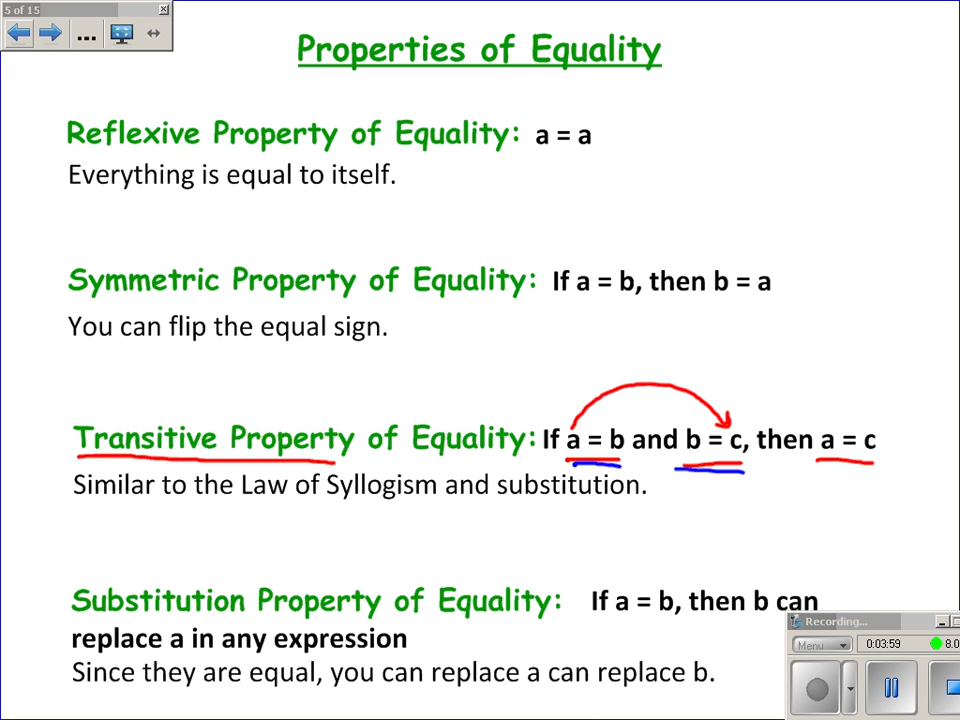 5 of 15
...
Properties of Equality
Reflexive Property of Equality: a = a
Everything is equal to itself.
Symmetric Property of Equality: If a = b, then b = a
You can flip the equal sign.
Transitive Property of Equality: If a = b and b = c, then a = c
Similar to the Law of Syllogism and substitution.
Substitution Property of Equality: If a = b, then b can
replace a in any expression
Since they are equal, you can replace a can replace b.
Recording...
Menu 0:03:59 8.0